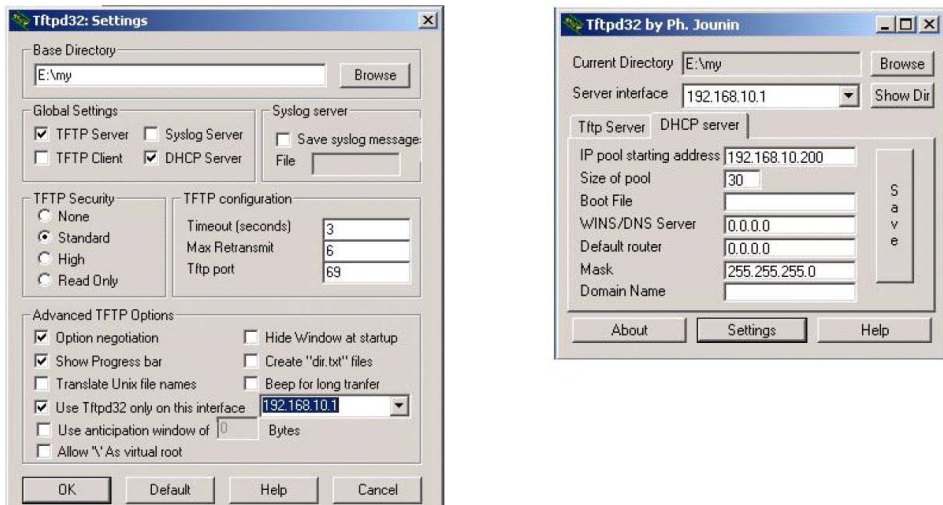 Tftpd32: Settings
Base Directory
E:\my
Browse
Global Settings
TFTP Server
Syslog Server
TFTP Client
DHCP Server
Syslog server
Save syslog message
File
TFTP Security
None
Standard
High
Read Only
TFTP configuration
Timeout (seconds) 3
Max Retransmit 6
Tftp port 69
Advanced TFTP Options
Option negotiation
Hide Window at startup
Show Progress bar
Create "dir.txt" files
Translate Unix file names
Beep for long tranfer
Use Tftpd32 only on this interface 192.168.10.1
Use anticipation window of 0 Bytes
Allow '\' As virtual root
OK Default Help Cancel
Tftpd32 by Ph. Jounin
Current Directory E:\my Browse
Server interface 192.168.10.1 Show Dir
Tftp Server DHCP server
IP pool starting address 192.168.10.200
Size of pool 30
Boot File
WINS/DNS Server 0.0.0.0
Default router 0.0.0.0
Mask 255.255.255.0
Domain Name
Save
About Settings Help